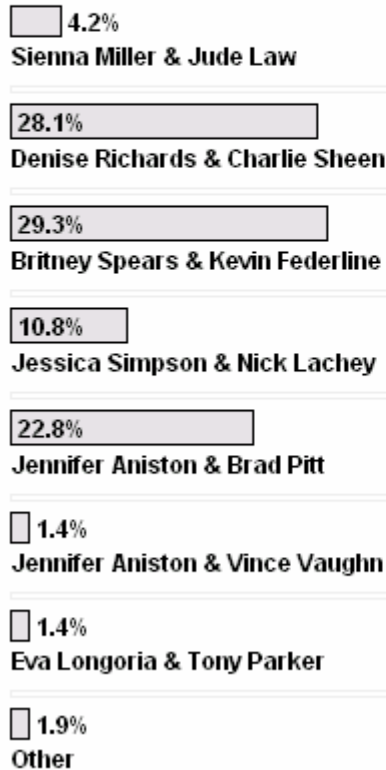 4.2%
Sienna Miller & Jude Law
28.1%
Denise Richards & Charlie Sheen
29.3%
Britney Spears & Kevin Federline
10.8%
Jessica Simpson & Nick Lachey
22.8%
Jennifer Aniston & Brad Pitt
1.4%
Jennifer Aniston & Vince Vaughn
1.4%
Eva Longoria & Tony Parker
1.9%
Other